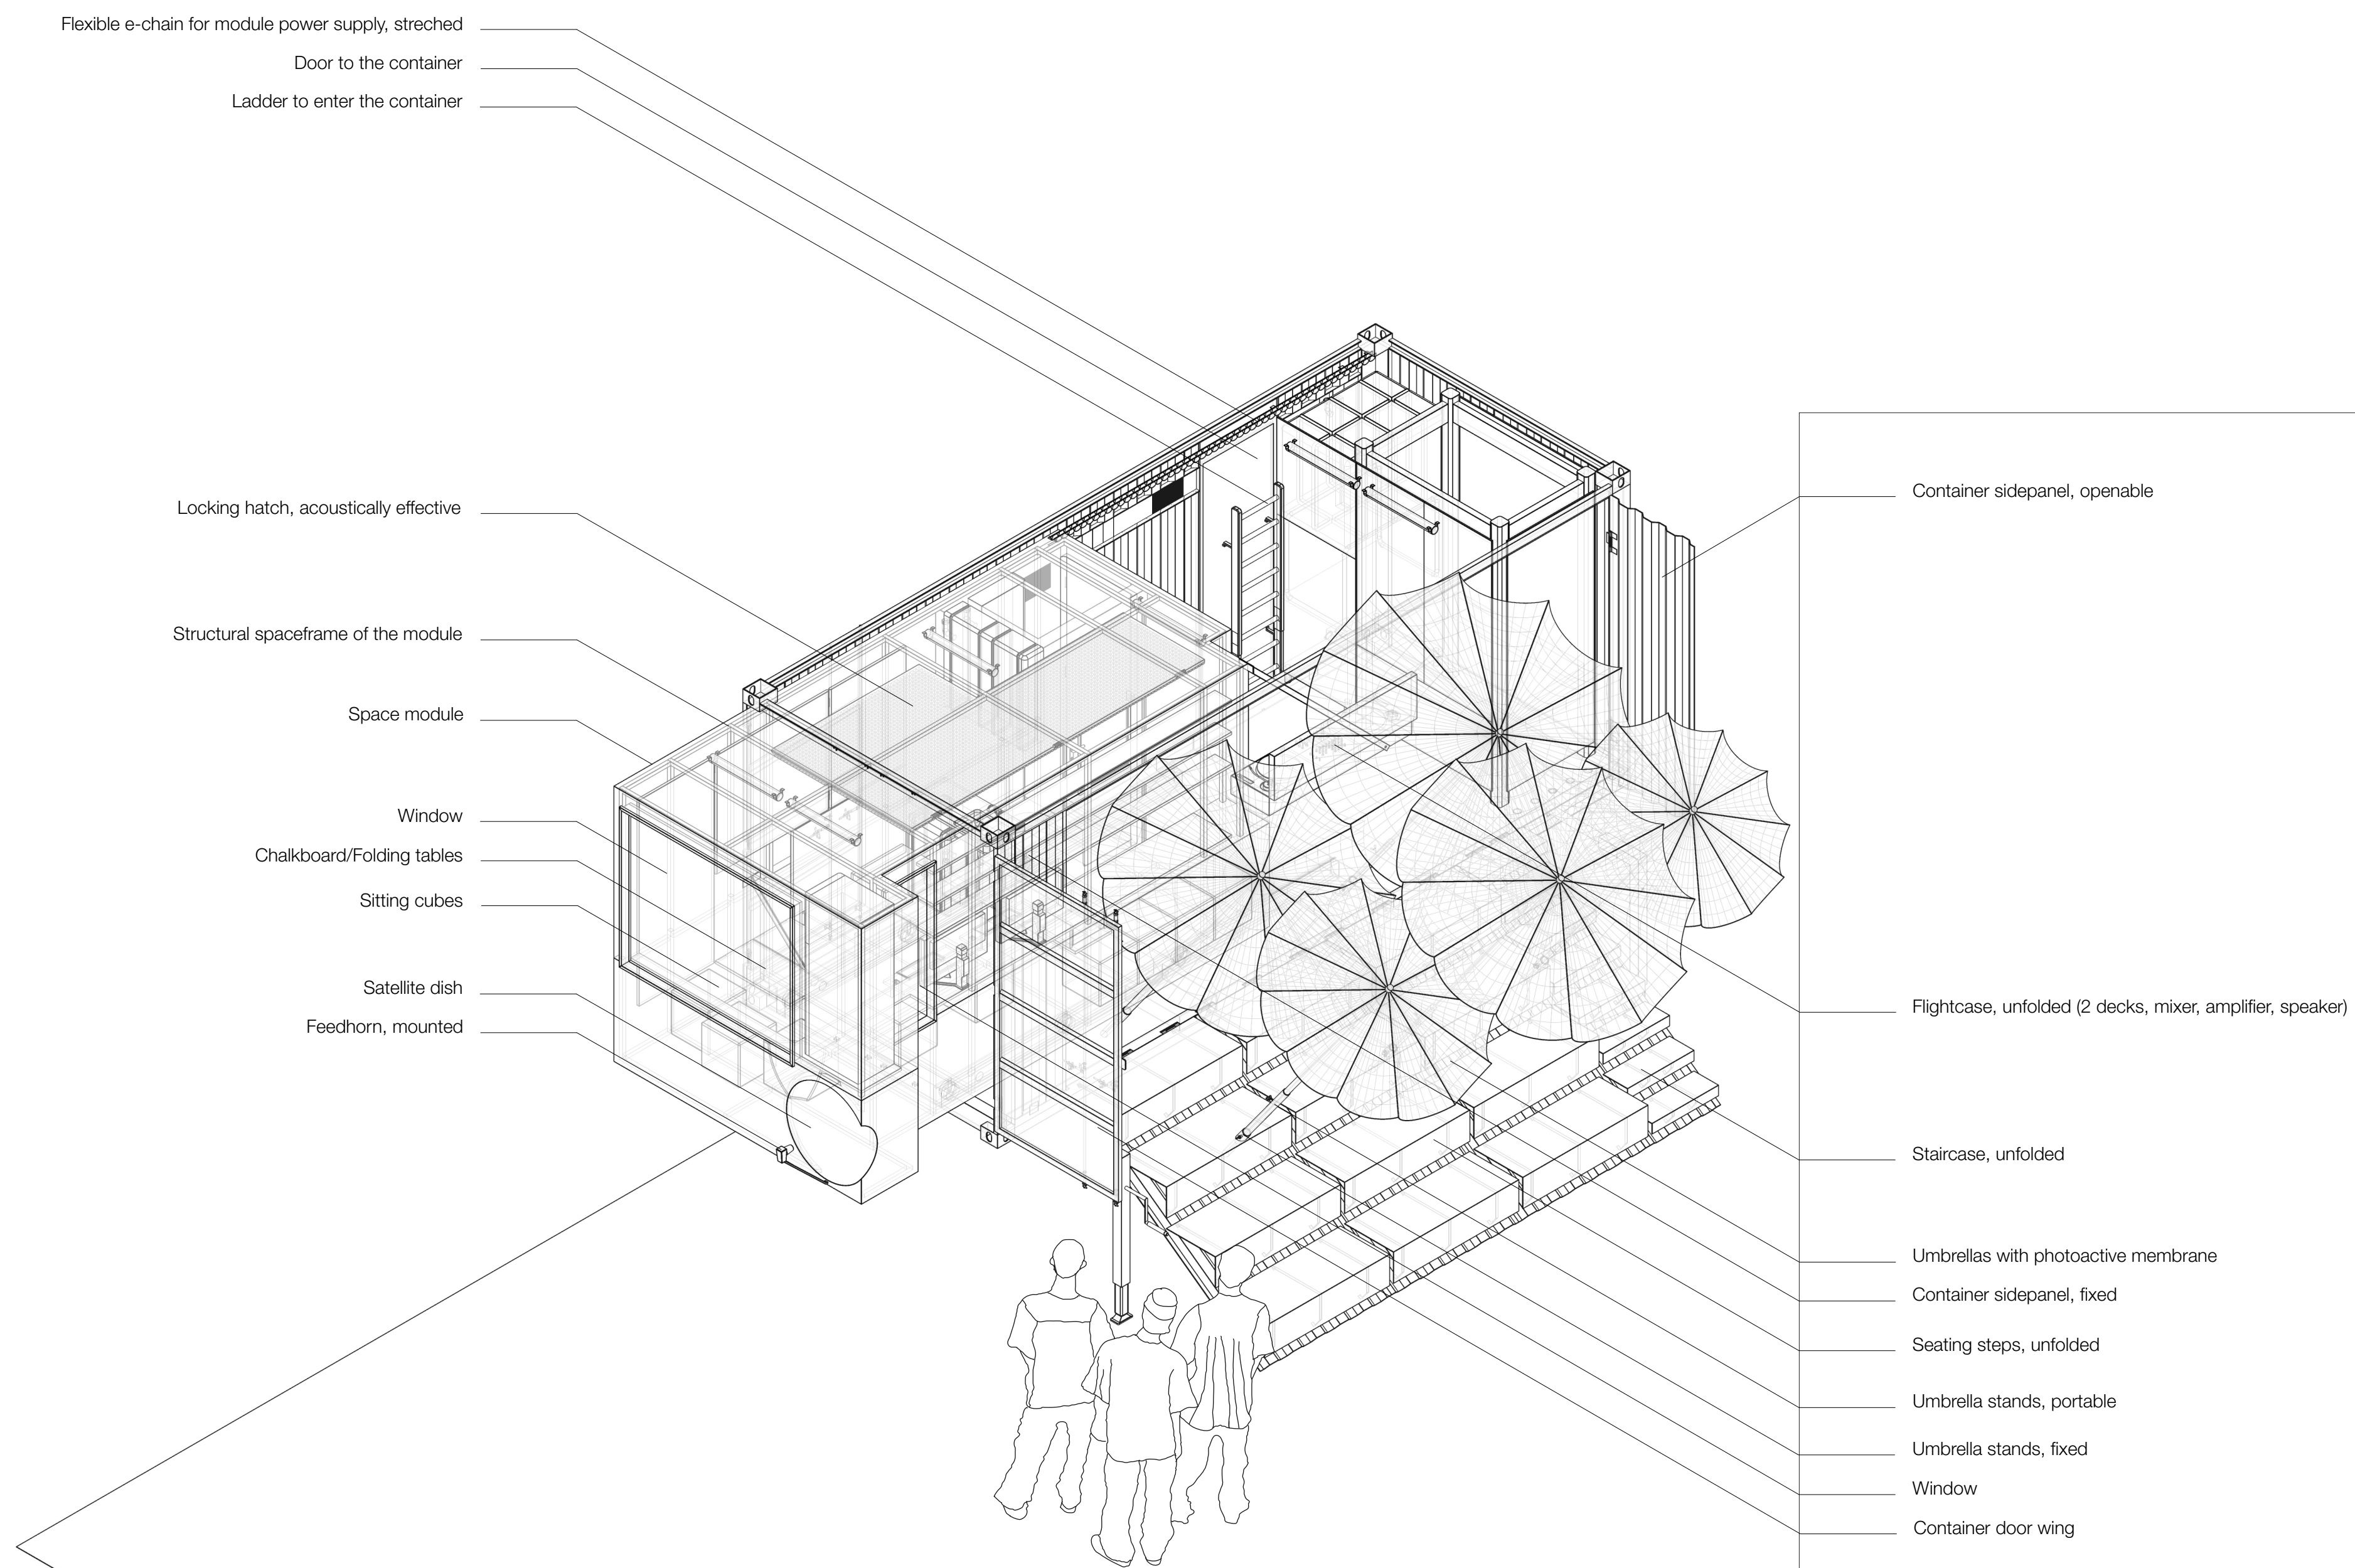 Flexible e-chain for module power supply, streched
Door to the container
Ladder to enter the container
Locking hatch, acoustically effective
Structural spaceframe of the module
Space module
Window
Chalkboard/Folding tables
Sitting cubes
Satellite dish
Feedhorn, mounted
Container sidepanel, openable
Flightcase, unfolded (2 decks, mixer, amplifier, speaker)
Staircase, unfolded
Umbrellas with photoactive membrane
Container sidepanel, fixed
Seating steps, unfolded
Umbrella stands, portable
Umbrella stands, fixed
Window
Container door wing